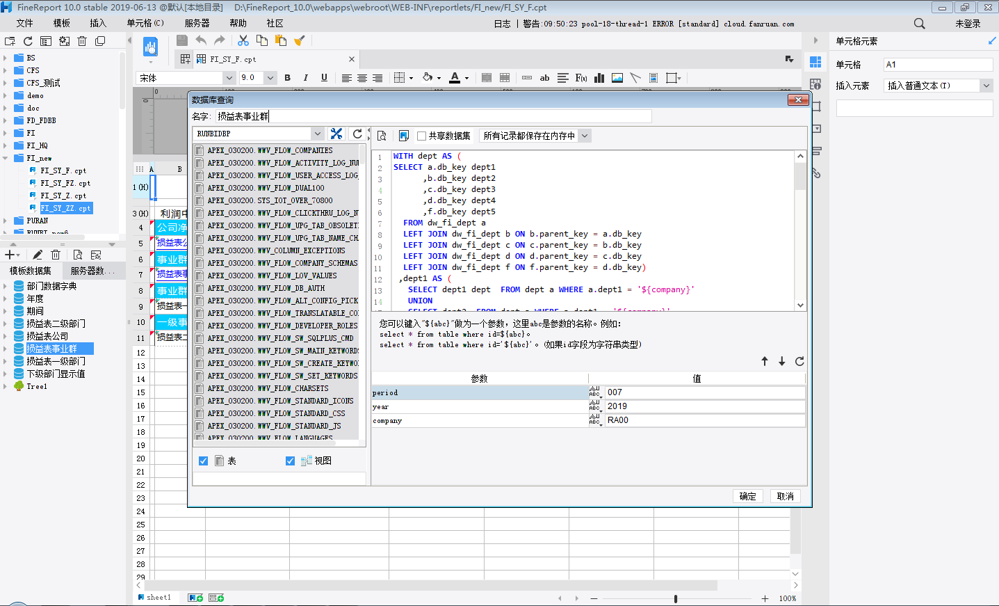 FineReport 10.0 stable 2019-06-13 @默认[本地目录]    D:\FineReport_10.0\webapps\webroot\WEB-INF\reportlets/FI_new/FI_SY_F.cpt
文件 模板 插入 单元格(C) 服务器 帮助 社区
日志 | 警告:09:50:23 pool-18-thread-1 ERROR [standard] cloud.fanruan.com
未登录
BS
CFS
CFS_测试
demo
doc
FD_FDBB
FI
FI_HQ
FI_new
FI_SY_F.cpt
FI_SY_FZ.cpt
FI_SY_Z.cpt
FI_SY_ZZ.cpt
PURAN
模板数据集 服务器数...
部门数据字典
年度
期间
损益表二级部门
损益表公司
损益表事业群
损益表一级部门
下级部门显示值
Tree1
FI_SY_F.cpt
宋体 9.0 B I U
A B
1(H)
3(H) 利润中
4 公司净
5 损益表公
6 事业群
7 损益表事
8 事业群
9 损益表一
10 一级事
11 损益表二
12
13
14
15
16
17
18
19
20
21
22
23
24
25
26
27
28
29
sheet1
100%
数据库查询
名字: 损益表事业群
RUNBIDBP
共享数据集 所有记录都保存在内存中
APEX_030200.WWV_FLOW_COMPANIES
APEX_030200.WWV_FLOW_ACTIVITY_LOG_NU
APEX_030200.WWV_FLOW_USER_ACCESS_LOG_
APEX_030200.WWV_FLOW_DUAL100
APEX_030200.SYS_IOT_OVER_70800
APEX_030200.WWV_FLOW_CLICKTHRU_LOG_N
APEX_030200.WWV_FLOW_UPG_TAB_OBSOLET
APEX_030200.WWV_FLOW_UPG_TAB_NAME_CH
APEX_030200.WWV_COLUMN_EXCEPTIONS
APEX_030200.WWV_FLOW_COMPANY_SCHEMAS
APEX_030200.WWV_FLOW_LOV_VALUES
APEX_030200.WWV_FLOW_DB_AUTH
APEX_030200.WWV_FLOW_ALT_CONFIG_PICK
APEX_030200.WWV_FLOW_TRANSLATABLE_CO
APEX_030200.WWV_FLOW_DEVELOPER_ROLES
APEX_030200.WWV_FLOW_SW_SQLPLUS_CMD
APEX_030200.WWV_FLOW_SW_MAIN_KEYWORDS
APEX_030200.WWV_FLOW_SW_CREATE_KEYWO
APEX_030200.WWV_FLOW_SW_SET_KEYWORDS
APEX_030200.WWV_FLOW_CHARSETS
APEX_030200.WWV_FLOW_STANDARD_ICONS
APEX_030200.WWV_FLOW_STANDARD_CSS
APEX_030200.WWV_FLOW_STANDARD_JS
APEX_030200.WWV_FLOW_LANGUAGES
表 视图
1 WITH dept AS (
2 SELECT a.db_key dept1
3 ,b.db_key dept2
4 ,c.db_key dept3
5 ,d.db_key dept4
6 ,f.db_key dept5
7 FROM dw_fi_dept a
8 LEFT JOIN dw_fi_dept b ON b.parent_key = a.db_key
9 LEFT JOIN dw_fi_dept c ON c.parent_key = b.db_key
10 LEFT JOIN dw_fi_dept d ON d.parent_key = c.db_key
11 LEFT JOIN dw_fi_dept f ON f.parent_key = d.db_key)
12 ,dept1 AS (
13 SELECT dept1 dept  FROM dept a WHERE a.dept1 = '${company}'
14 UNION
您可以键入"${abc}"做为一个参数，这里abc是参数的名称。例如：
select * from table where id=${abc}。
select * from table where id='${abc}'。(如果id字段为字符串类型)
参数 值
period 007
year 2019
company RA00
确定 取消
单元格元素
单元格 A1
插入元素 插入普通文本(T)